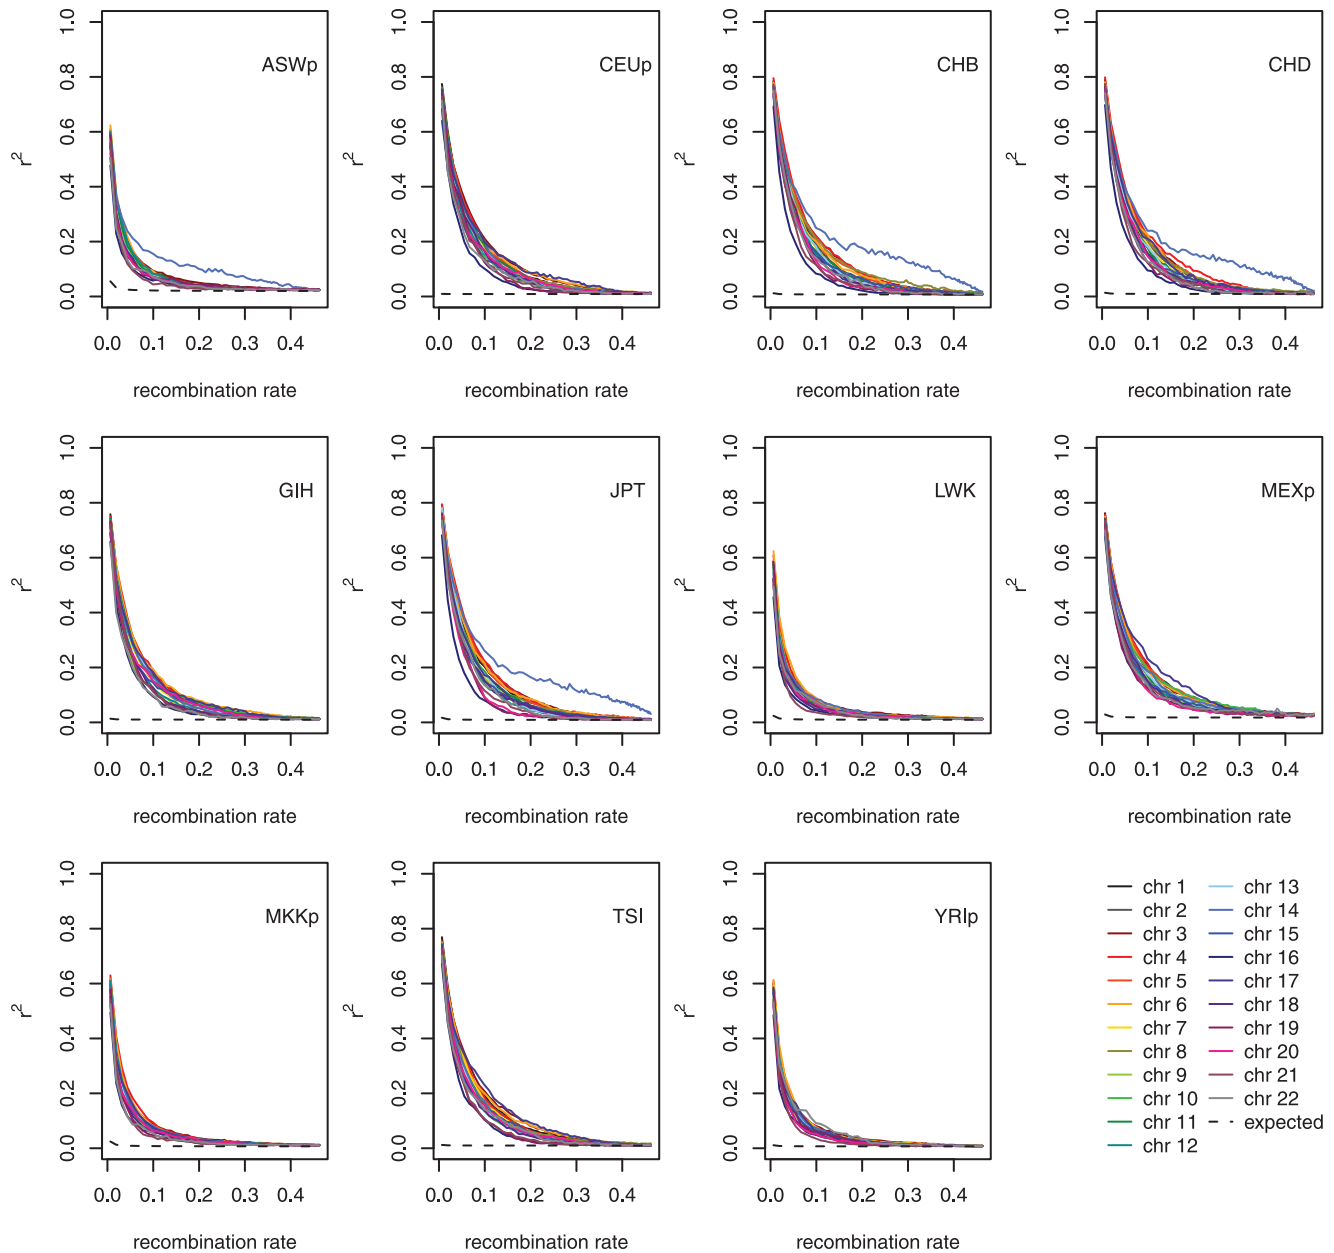 ASWp
CEUp
CHB
CHD
r²
1.0
0.8
0.6
0.4
0.2
0.0
0.0 0.1 0.2 0.3 0.4
recombination rate
r²
1.0
0.8
0.6
0.4
0.2
0.0
0.0 0.1 0.2 0.3 0.4
recombination rate
r²
1.0
0.8
0.6
0.4
0.2
0.0
0.0 0.1 0.2 0.3 0.4
recombination rate
r²
1.0
0.8
0.6
0.4
0.2
0.0
0.0 0.1 0.2 0.3 0.4
recombination rate
GIH
JPT
LWK
MEXp
r²
1.0
0.8
0.6
0.4
0.2
0.0
0.0 0.1 0.2 0.3 0.4
recombination rate
r²
1.0
0.8
0.6
0.4
0.2
0.0
0.0 0.1 0.2 0.3 0.4
recombination rate
r²
1.0
0.8
0.6
0.4
0.2
0.0
0.0 0.1 0.2 0.3 0.4
recombination rate
r²
1.0
0.8
0.6
0.4
0.2
0.0
0.0 0.1 0.2 0.3 0.4
recombination rate
MKKp
TSI
YRIp
r²
1.0
0.8
0.6
0.4
0.2
0.0
0.0 0.1 0.2 0.3 0.4
recombination rate
r²
1.0
0.8
0.6
0.4
0.2
0.0
0.0 0.1 0.2 0.3 0.4
recombination rate
r²
1.0
0.8
0.6
0.4
0.2
0.0
0.0 0.1 0.2 0.3 0.4
recombination rate
chr 1
chr 2
chr 3
chr 4
chr 5
chr 6
chr 7
chr 8
chr 9
chr 10
chr 11
chr 12
chr 13
chr 14
chr 15
chr 16
chr 17
chr 18
chr 19
chr 20
chr 21
chr 22
expected